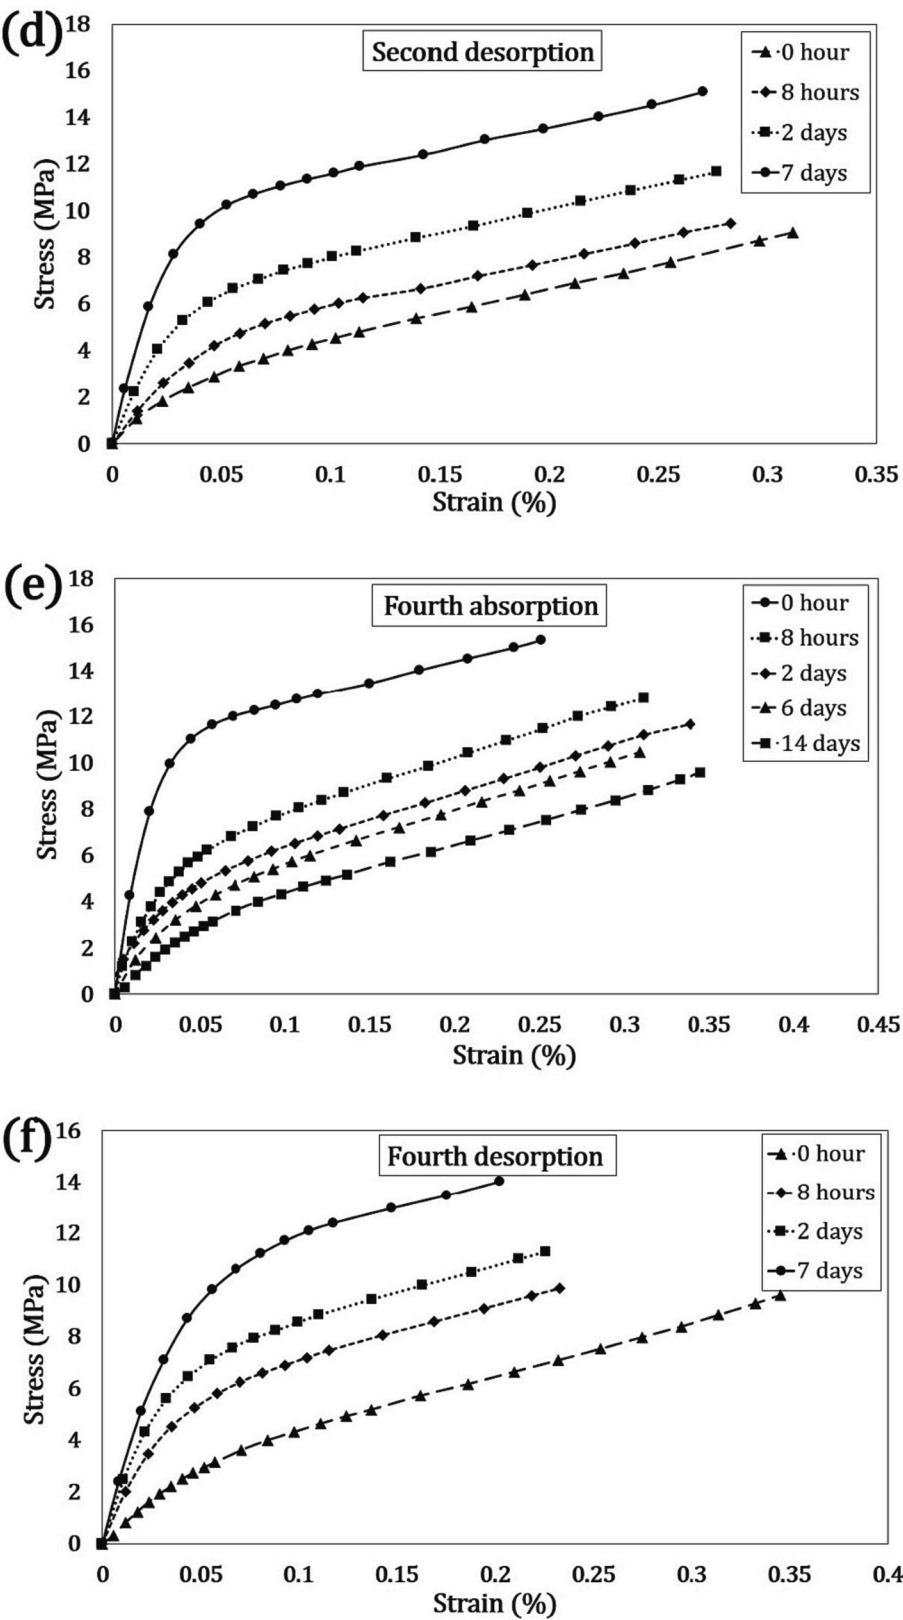 (d)
Second desorption
0 hour
8 hours
2 days
7 days
18
16
14
12
10
8
6
4
2
0
Stress (MPa)
0 0.05 0.1 0.15 0.2 0.25 0.3 0.35
Strain (%)
(e)
Fourth absorption
0 hour
8 hours
2 days
6 days
14 days
18
16
14
12
10
8
6
4
2
0
Stress (MPa)
0 0.05 0.1 0.15 0.2 0.25 0.3 0.35 0.4 0.45
Strain (%)
(f)
Fourth desorption
0 hour
8 hours
2 days
7 days
16
14
12
10
8
6
4
2
0
Stress (MPa)
0 0.05 0.1 0.15 0.2 0.25 0.3 0.35 0.4
Strain (%)